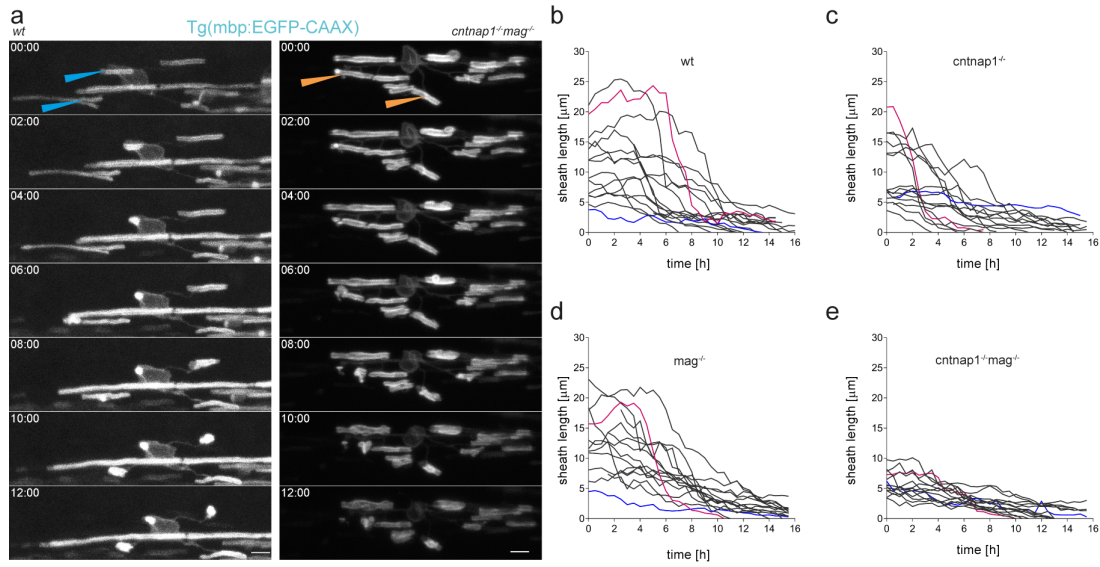 a
Tg(mbp:EGFP-CAAX)
wt
cntnap1-/-mag-/-
00:00
00:00
02:00
02:00
04:00
04:00
06:00
06:00
08:00
08:00
10:00
10:00
12:00
12:00
b
wt
sheath length [μm]
30
25
20
15
10
5
0
0 2 4 6 8 10 12 14 16
time [h]
c
cntnap1-/-
sheath length [μm]
30
25
20
15
10
5
0
0 2 4 6 8 10 12 14 16
time [h]
d
mag-/-
sheath length [μm]
30
25
20
15
10
5
0
0 2 4 6 8 10 12 14 16
time [h]
e
cntnap1-/-mag-/-
sheath length [μm]
30
25
20
15
10
5
0
0 2 4 6 8 10 12 14 16
time [h]